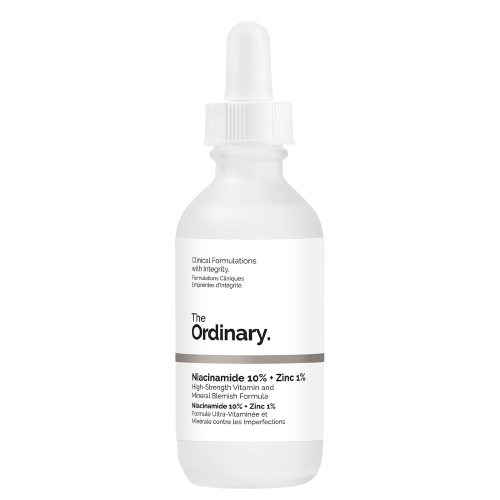 Clinical Formulations
with Integrity.
Formulations Cliniques
Empreintes d'Intégrité.
The
Ordinary.
Niacinamide 10% + Zinc 1%
High-Strength Vitamin and
Mineral Blemish Formula
Niacinamide 10% + Zinc 1%
Formule Ultra-Vitaminée et
Minérale contre les Imperfections